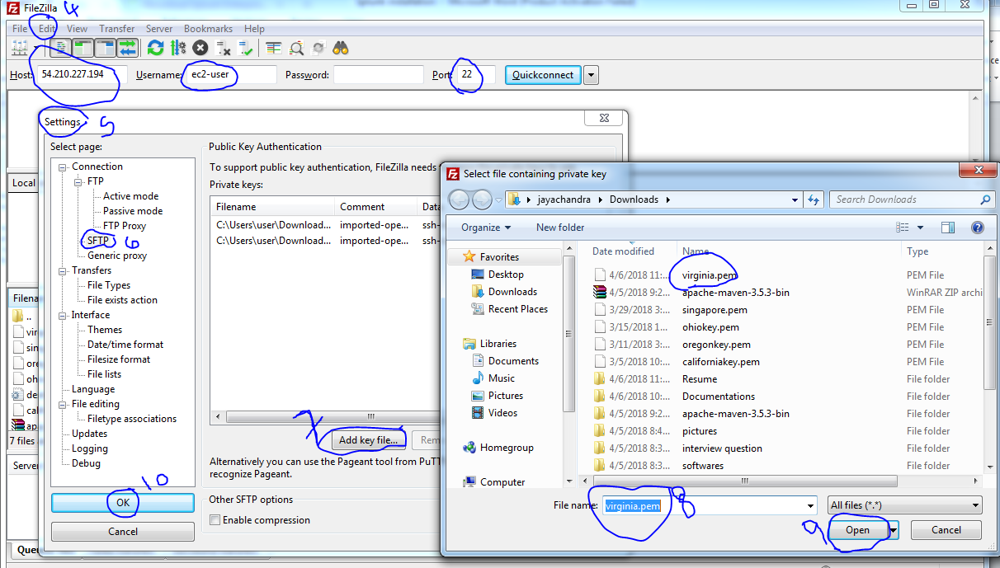 FileZilla 4
File Edit View Transfer Server Bookmarks Help
Host: 54.210.227.194 Username: ec2-user Password: Port: 22 Quickconnect
Settings 5
Select page:
Connection
FTP
Active mode
Passive mode
FTP Proxy
SFTP 6
Generic proxy
Transfers
File Types
File exists action
Interface
Themes
Date/time format
Filesize format
File lists
Language
File editing
Filetype associations
Updates
Logging
Debug
10
OK
Cancel
Public Key Authentication
To support public key authentication, FileZilla needs
Private keys:
Filename Comment Data
C:\Users\user\Download... imported-ope... ssh-
C:\Users\user\Download... imported-ope... ssh-
7 Add key file... Rem
Alternatively you can use the Pageant tool from PuTT
recognize Pageant.
Other SFTP options
Enable compression
Local
Filena
..
vir
sin
ore
oh
de
cal
ap
7 files
Server
Select file containing private key
jayachandra Downloads Search Downloads
Organize New folder
Favorites
Desktop
Downloads
Recent Places
Libraries
Documents
Music
Pictures
Videos
Homegroup
Computer
Date modified Name Type
4/6/2018 11:... virginia.pem PEM File
4/5/2018 9:2... apache-maven-3.5.3-bin WinRAR ZIP archi
3/29/2018 3:... singapore.pem PEM File
3/15/2018 1... ohiokey.pem PEM File
3/11/2018 3:... oregonkey.pem PEM File
3/5/2018 10:... californiakey.pem PEM File
4/6/2018 11:... Resume File folder
4/6/2018 10:... Documentations File folder
4/5/2018 9:2... apache-maven-3.5.3-bin File folder
4/5/2018 8:4... pictures File folder
4/5/2018 8:3... interview question File folder
4/5/2018 8:3... softwares File folder
File name: virginia.pem 8 All files (*.*)
9 Open Cancel